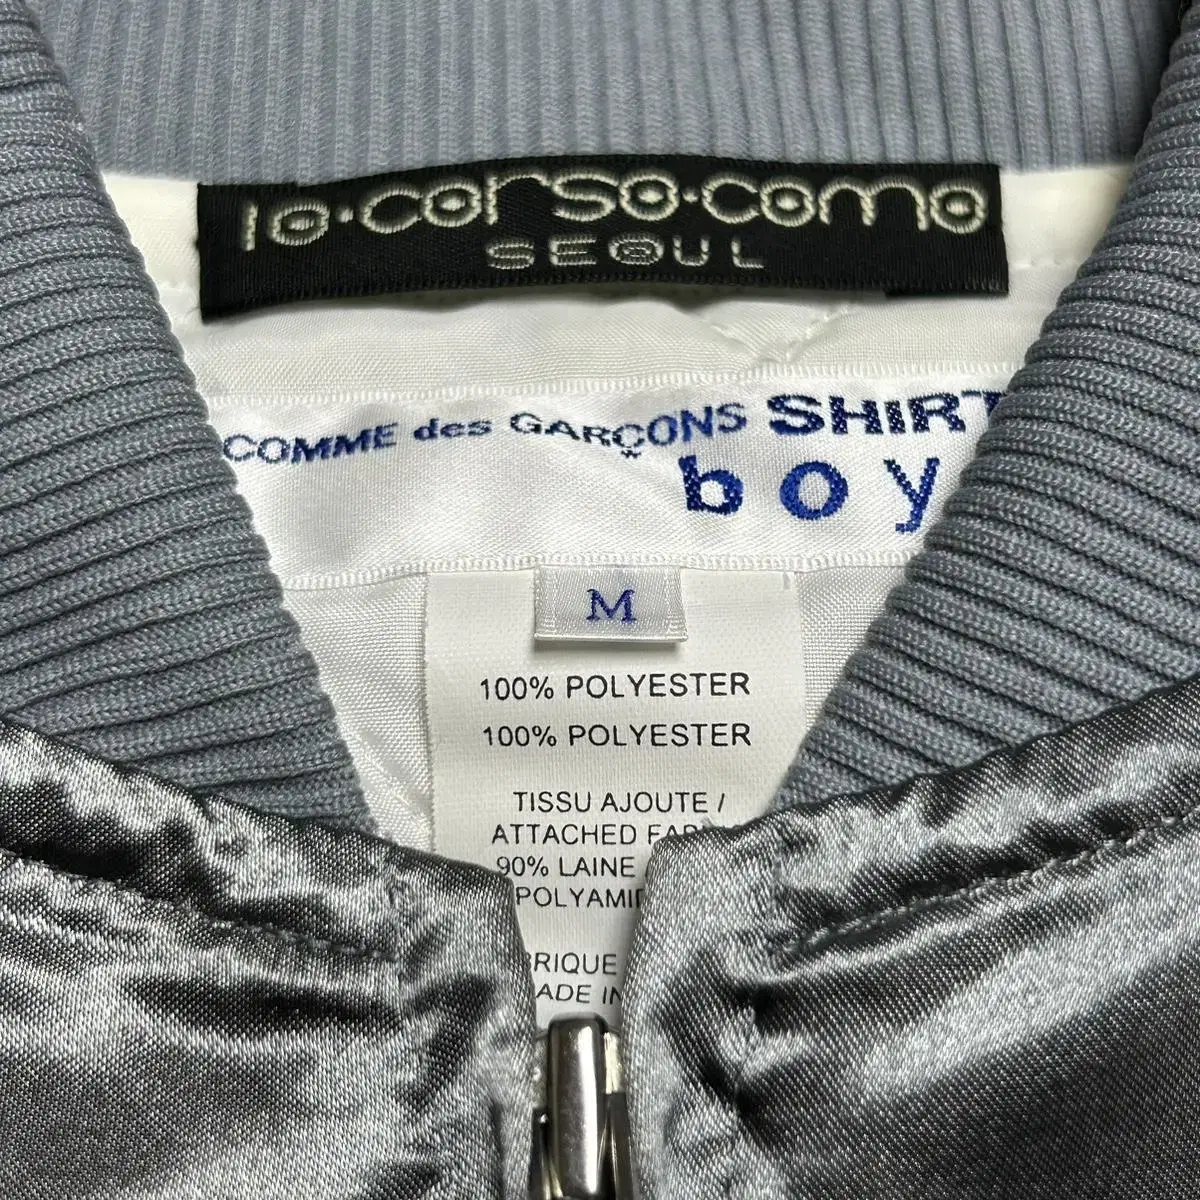 10·corso·como
SEOUL
COMME des GARÇONS SHIRT
boy
M
100% POLYESTER
100% POLYESTER
TISSU AJOUTE /
ATTACHED
90% LAINE